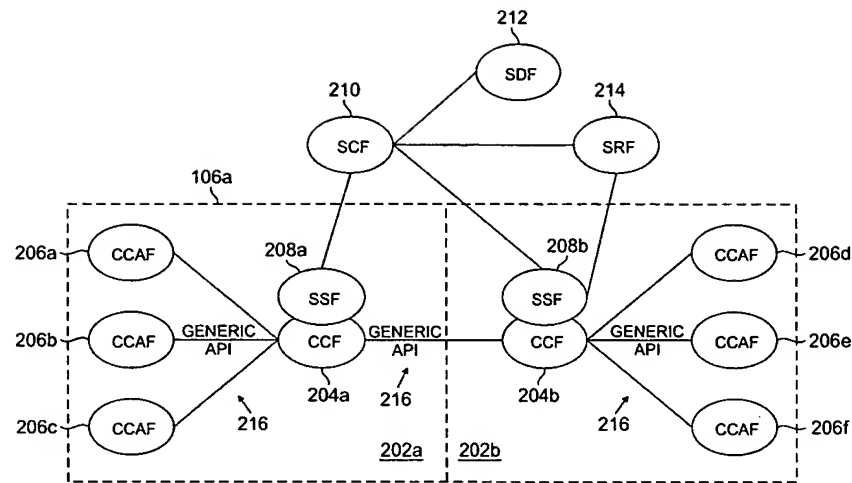 212
SDF
210
214
SCF
SRF
106a
206a
CCAF
208a
208b
CCAF
206d
SSF
SSF
206b
CCAF
GENERIC
API
CCF
GENERIC
API
CCF
GENERIC
API
CCAF
206e
216
204a
216
204b
216
206c
CCAF
202a
202b
CCAF
206f